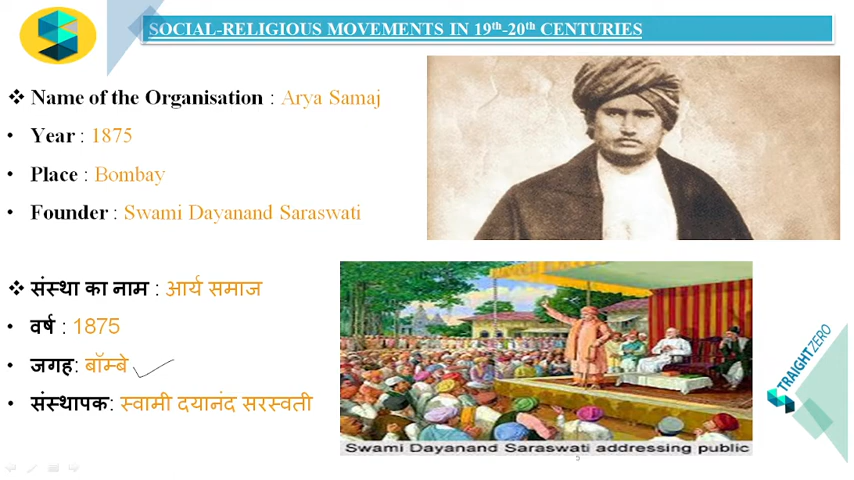 SOCIAL-RELIGIOUS MOVEMENTS IN 19th-20th CENTURIES
❖ Name of the Organisation : Arya Samaj
• Year : 1875
• Place : Bombay
• Founder : Swami Dayanand Saraswati
❖ संस्था का नाम : आर्य समाज
• वर्ष : 1875
• जगह: बॉम्बे
• संस्थापक: स्वामी दयानंद सरस्वती
Swami Dayanand Saraswati addressing public
5
TRAIGHTZERO